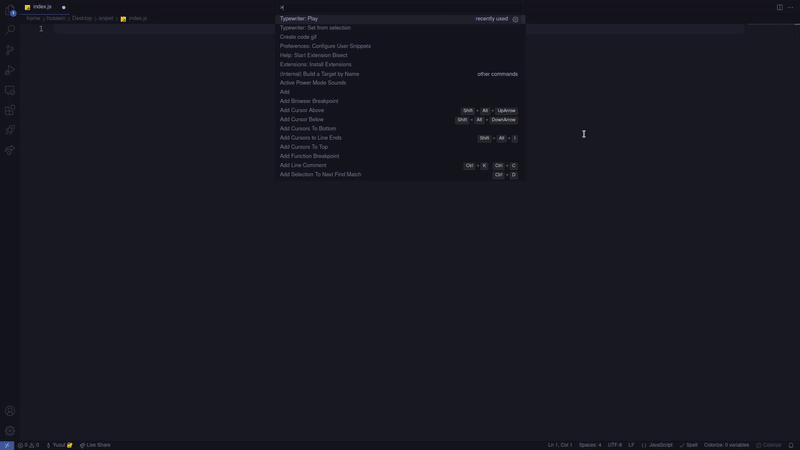 index.js
>
home > hussein > Desktop > snipet > index.js
Typewriter: Play recently used
Typewriter: Set from selection
Create code gif
1
Preferences: Configure User Snippets
Help: Start Extension Bisect
Extensions: Install Extensions
(Internal) Build a Target by Name other commands
Active Power Mode Sounds
Add
Add Browser Breakpoint
Add Cursor Above Shift + Alt + UpArrow
Add Cursor Below Shift + Alt + DownArrow
Add Cursors To Bottom
Add Cursors to Line Ends Shift + Alt + I
Add Cursors To Top
Add Function Breakpoint
Add Line Comment Ctrl + K Ctrl + C
Add Selection To Next Find Match Ctrl + D
0 0 Yusuf Live Share Ln 1, Col 1 Spaces: 4 UTF-8 LF {} JavaScript Spell Colorize: 0 variables Colorize